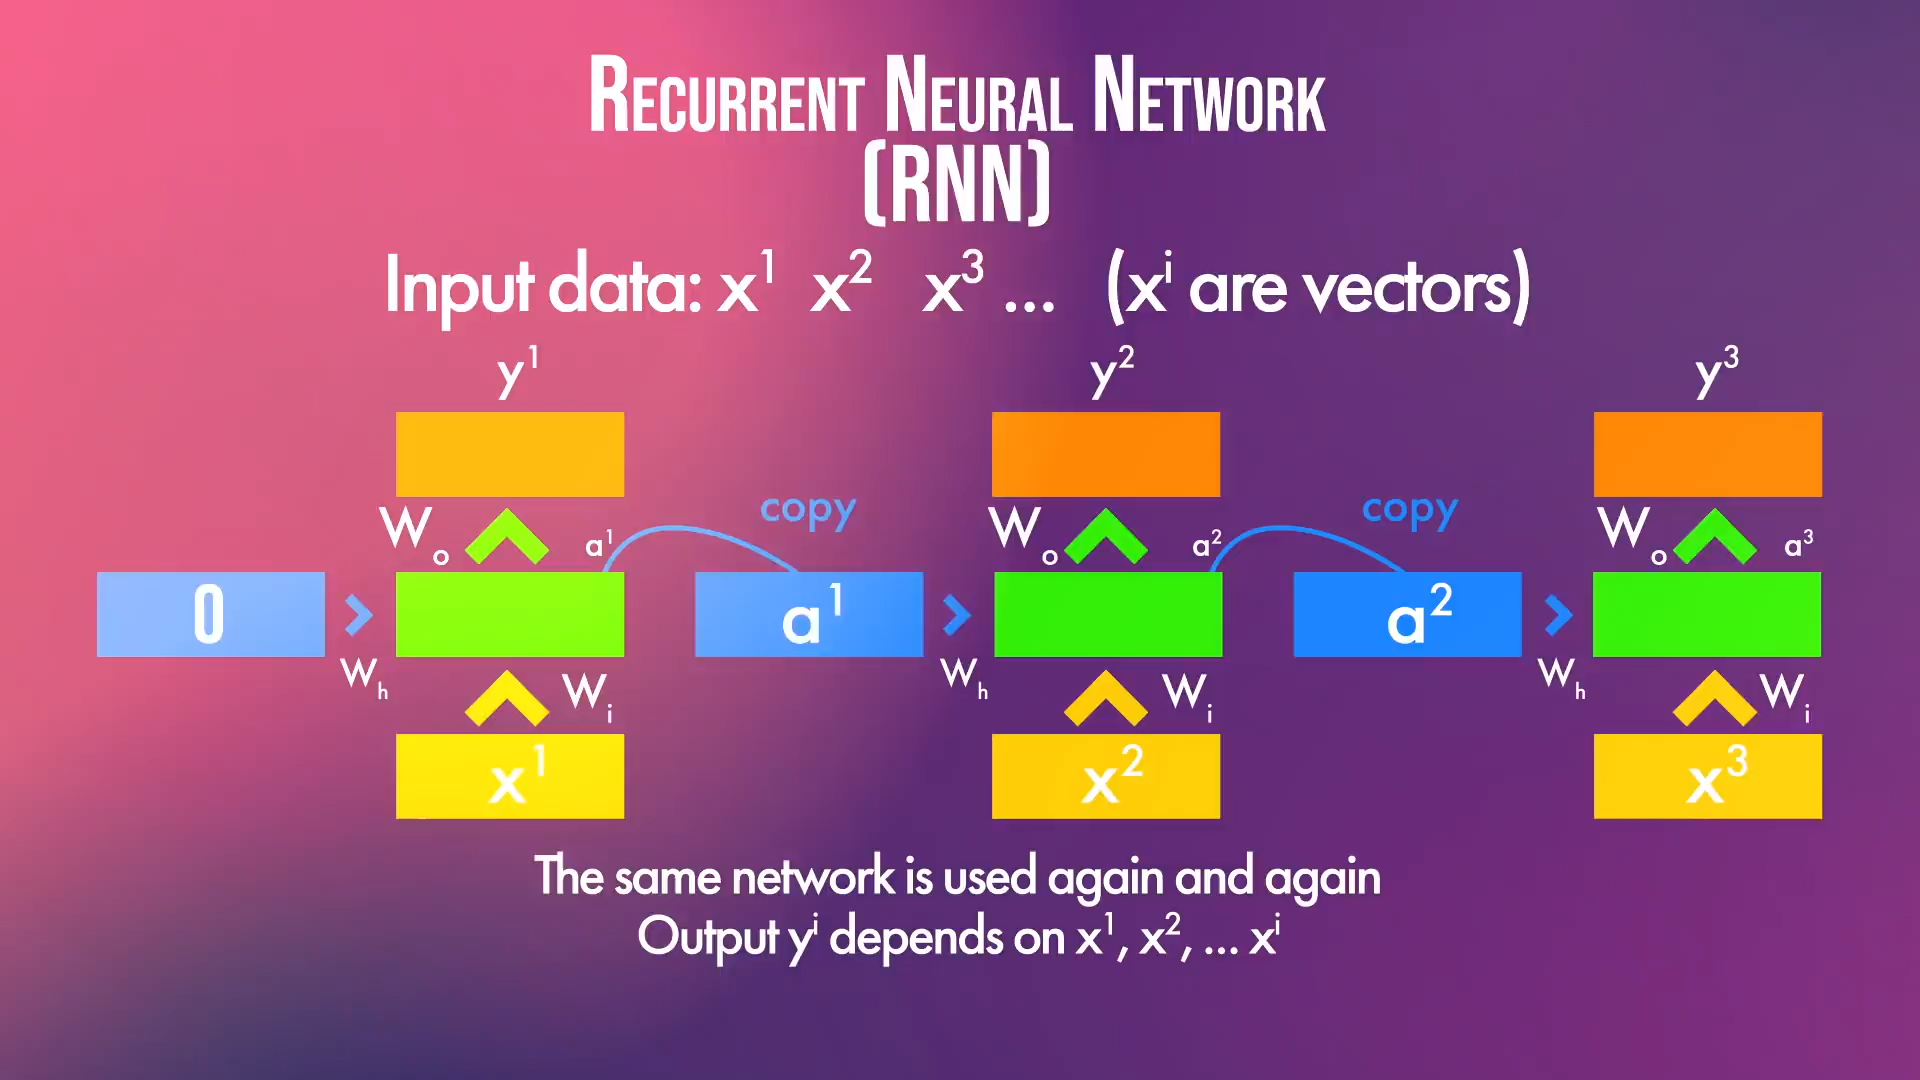 RECURRENT NEURAL NETWORK
(RNN)
Input data: x¹ x² x³ ... (xⁱ are vectors)
y¹ y² y³
copy copy
Wₒ a¹ Wₒ a² Wₒ a³
0 a¹ a²
Wₕ Wᵢ Wₕ Wᵢ Wₕ Wᵢ
x¹ x² x³
The same network is used again and again
Output yⁱ depends on x¹, x², ... xⁱ